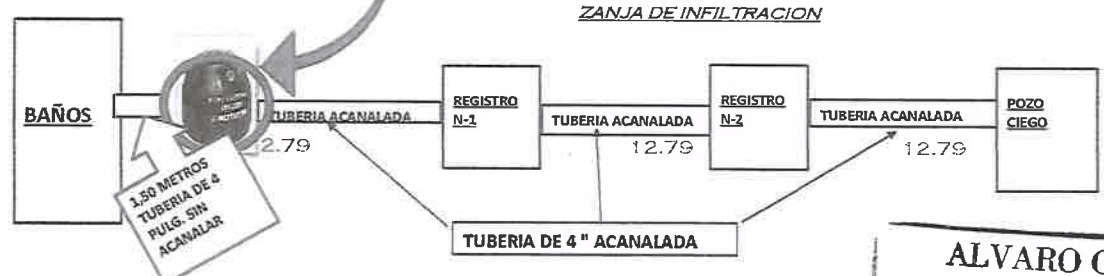 ZANJA DE INFILTRACION
BAÑOS
TUBERIA ACANALADA
2.79
REGISTRO
N-1
TUBERIA ACANALADA
12.79
REGISTRO
N-2
TUBERIA ACANALADA
12.79
POZO
CIEGO
1,50 METROS
TUBERIA DE 4
PULG. SIN
ACANALAR
TUBERIA DE 4 " ACANALADA
ALVARO